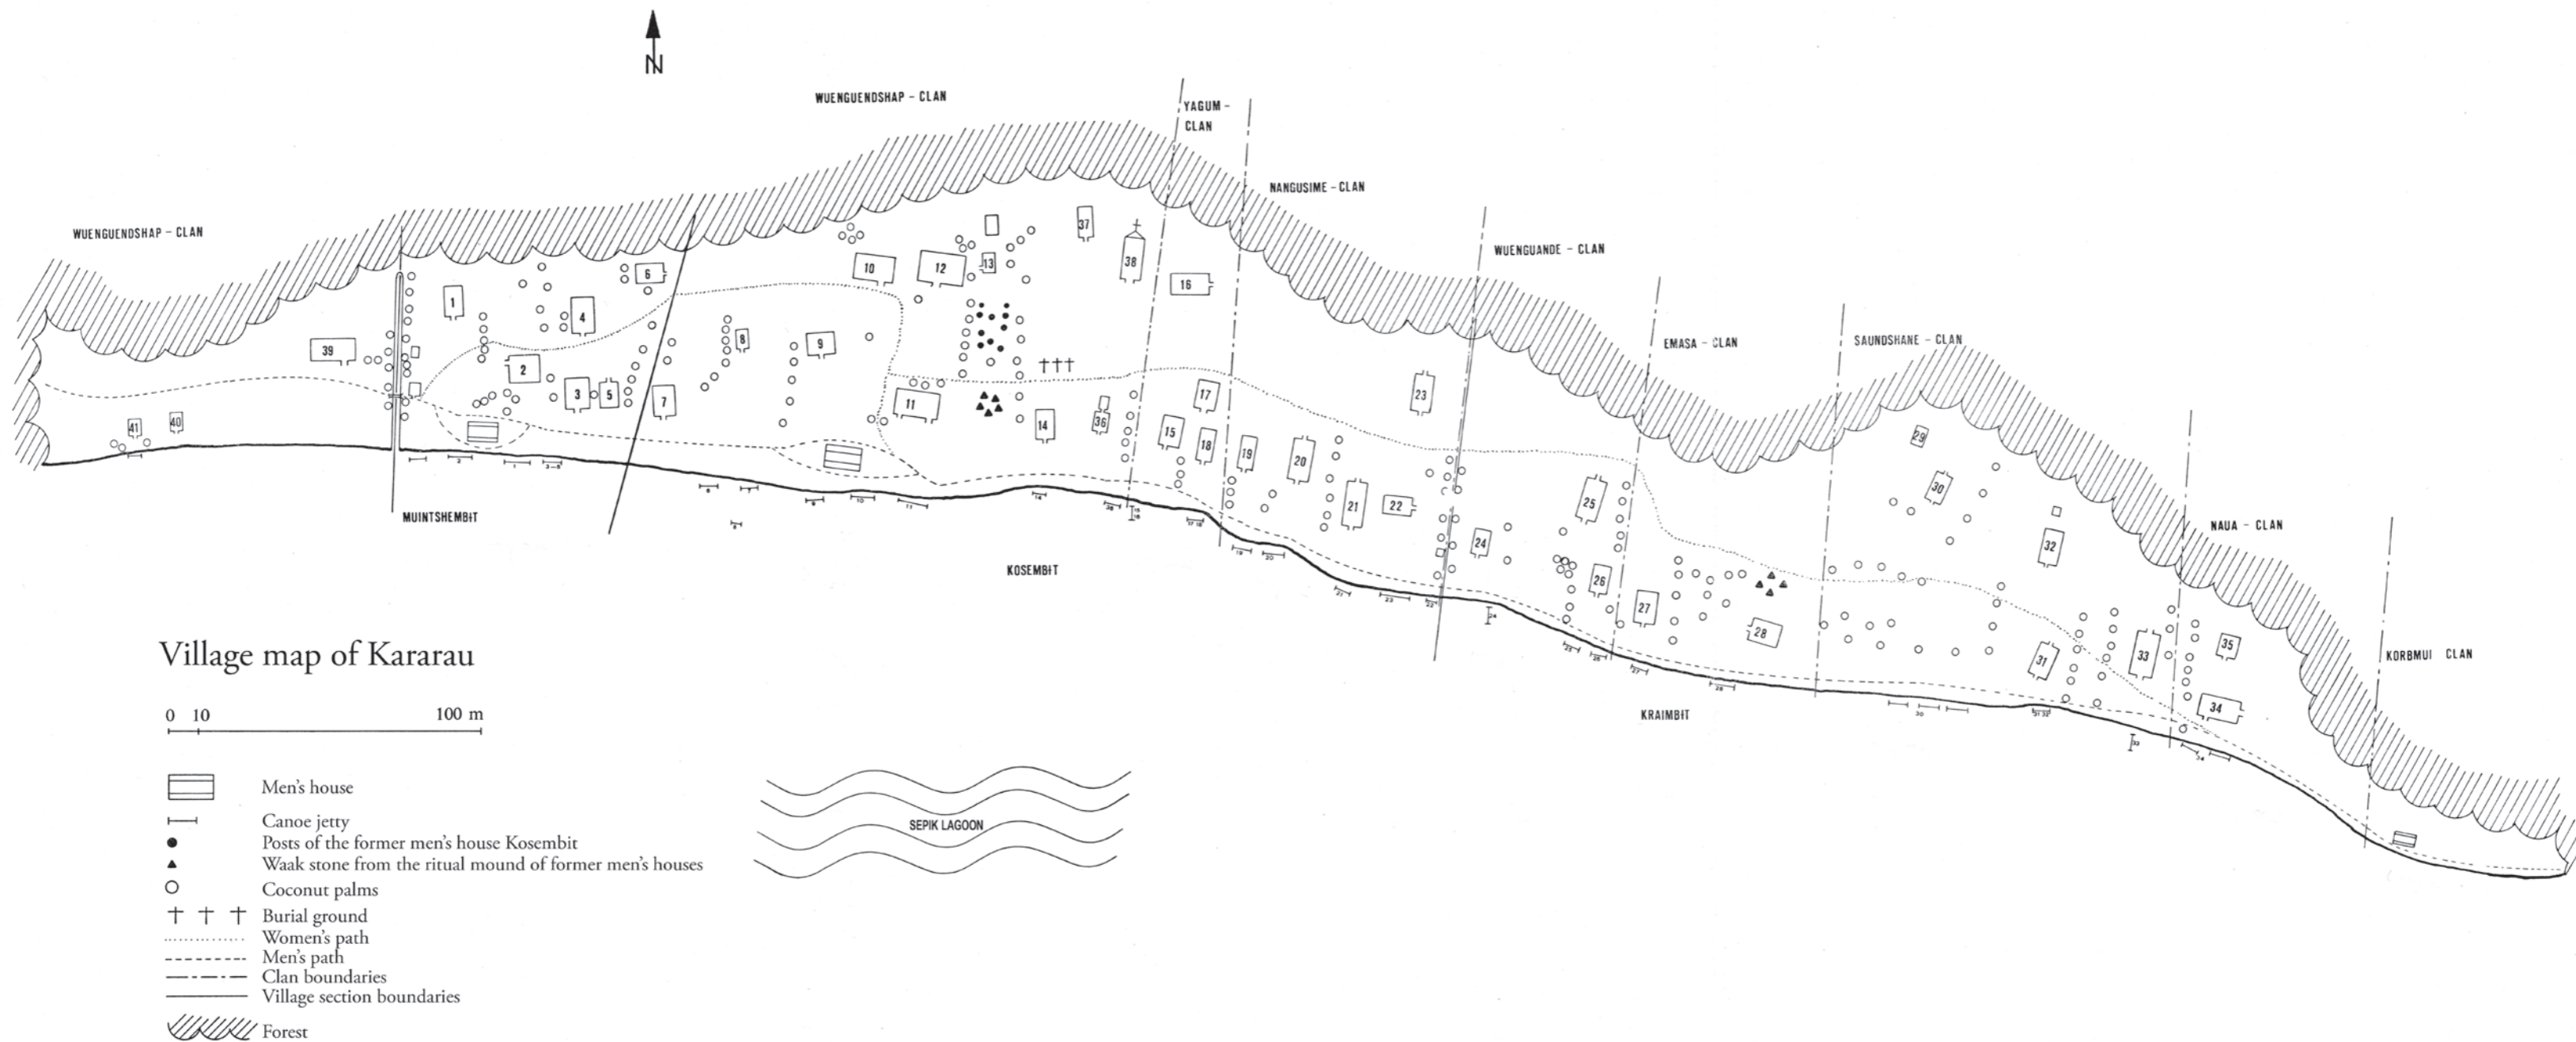 N
WUENGUENDSHAP – CLAN
WUENGUENDSHAP – CLAN
YAGUM –
CLAN
NANGUSIME – CLAN
WUENGUANDE – CLAN
EMASA – CLAN
SAUNDSHANE – CLAN
NAUA – CLAN
KORBMUI CLAN
39
41
40
1
2
3
4
5
6
7
8
9
10
11
12
13
14
36
37
38
15
16
17
18
19
20
21
22
23
24
25
26
27
28
29
30
31
32
33
34
35
MUINTSHEMBƗT
KOSEMBƗT
KRAIMBƗT
Village map of Kararau
0 10 100 m
Men's house
Canoe jetty
Posts of the former men's house Kosembit
Waak stone from the ritual mound of former men's houses
Coconut palms
Burial ground
Women's path
Men's path
Clan boundaries
Village section boundaries
Forest
SEPIK LAGOON